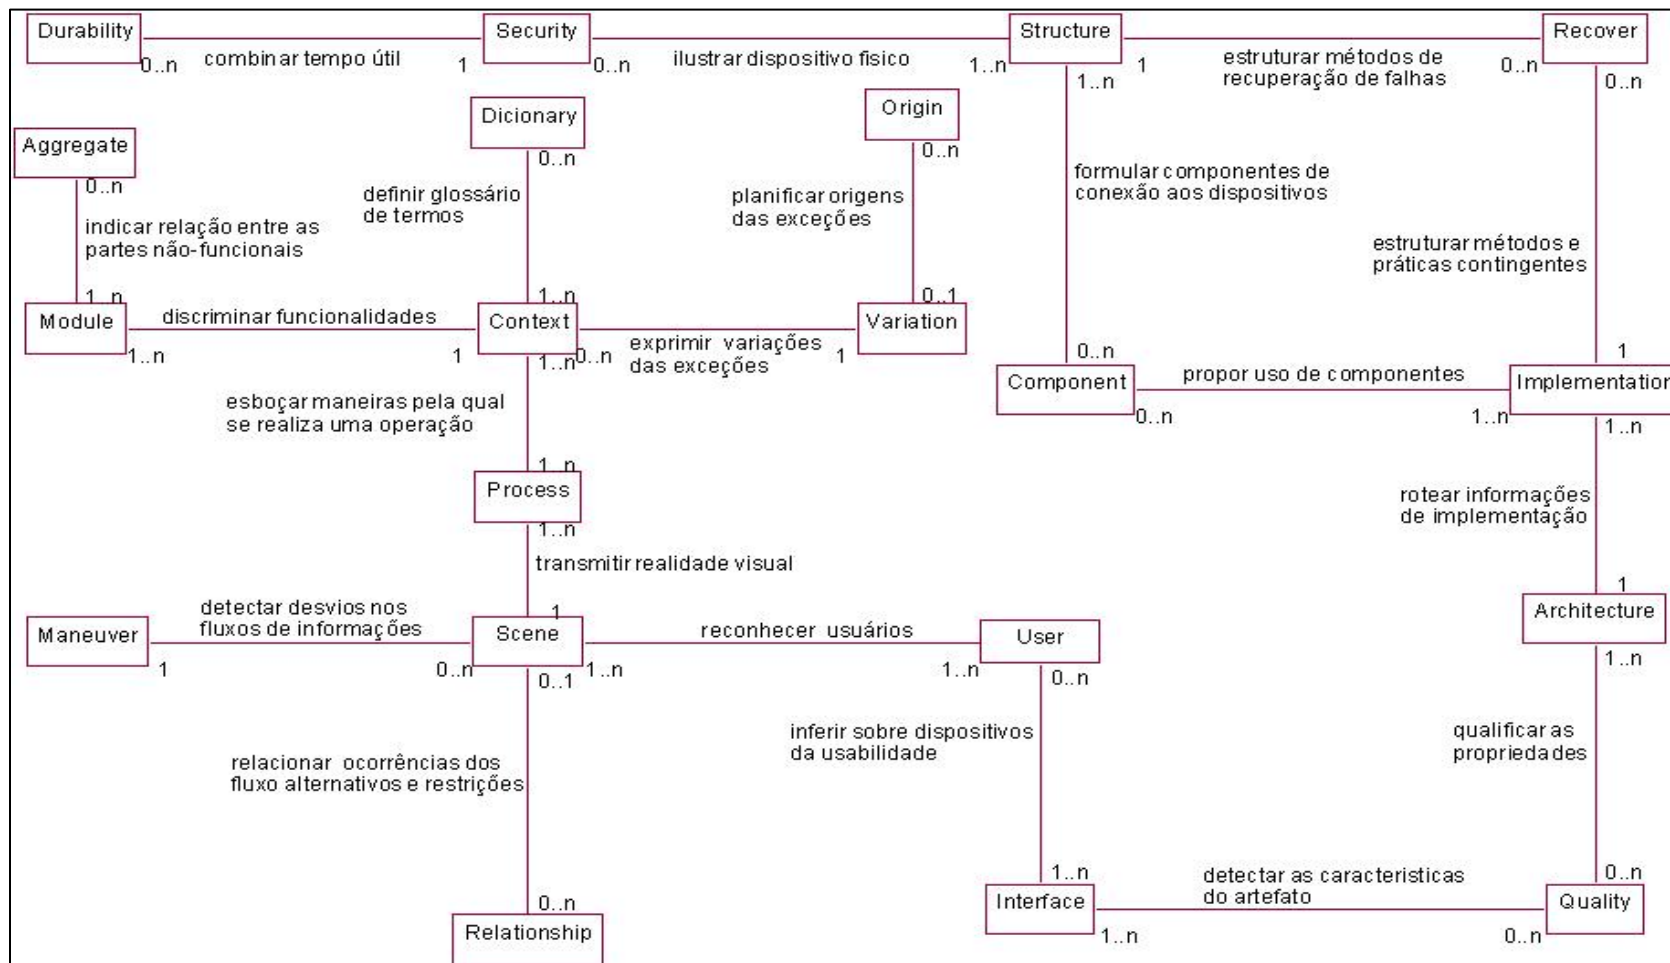 Durability
Security
Structure
Recover
0..n
combinar tempo útil
1
0..n
ilustrar dispositivo fisico
1..n
1
estruturar métodos de
recuperação de falhas
0..n
1..n
0..n
Aggregate
Dicionary
Origin
0..n
0..n
0..n
indicar relação entre as
partes não-funcionais
definir glossário
de termos
planificar origens
das exceções
formular componentes de
conexão aos dispositivos
estruturar métodos e
práticas contingentes
1..n
1..n
0..1
Module
discriminar funcionalidades
Context
exprimir variações
das exceções
Variation
1..n
1
1..n
0..n
1
0..n
1
Component
propor uso de componentes
Implementation
0..n
1..n
1..n
esboçar maneiras pela qual
se realiza uma operação
1..n
Process
1..n
rotear informações
de implementação
transmitir realidade visual
1
1
Maneuver
detectar desvios nos
fluxos de informações
Scene
reconhecer usuários
User
Architecture
1
0..n
0..1
1..n
1..n
0..n
1..n
relacionar ocorrências dos
fluxo alternativos e restrições
inferir sobre dispositivos
da usabilidade
qualificar as
propriedades
0..n
1..n
0..n
Relationship
Interface
detectar as caracteristicas
do artefato
Quality
1..n
0..n